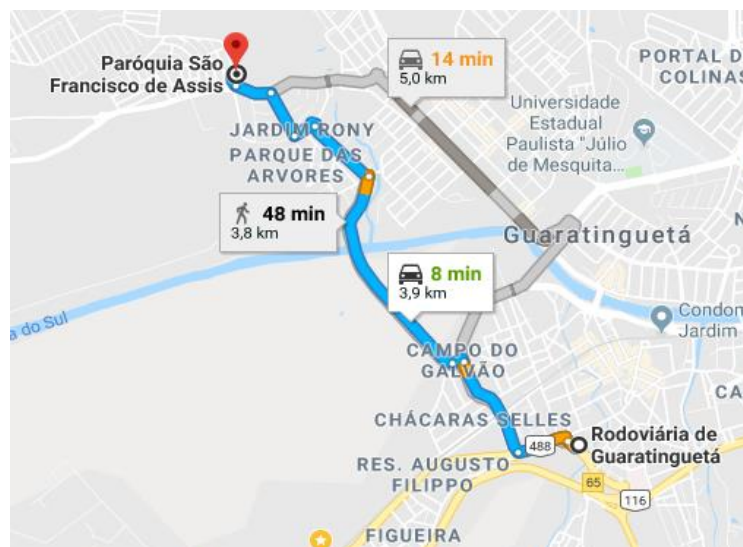 Paróquia São
Francisco de Assis
14 min
5,0 km
PORTAL D
COLINAS
Universidade
Estadual
Paulista "Júlio
de Mesquita...
JARDIM RONY
PARQUE DAS
ARVORES
48 min
3,8 km
Guaratinguetá
N
8 min
3,9 km
a do Sul
Condon
Jardim
CAMPO DO
GALVÃO
CA
CHÁCARAS SELLES
488
Rodoviária de
Guaratinguetá
RES. AUGUSTO
FILIPPO
65
116
FIGUEIRA